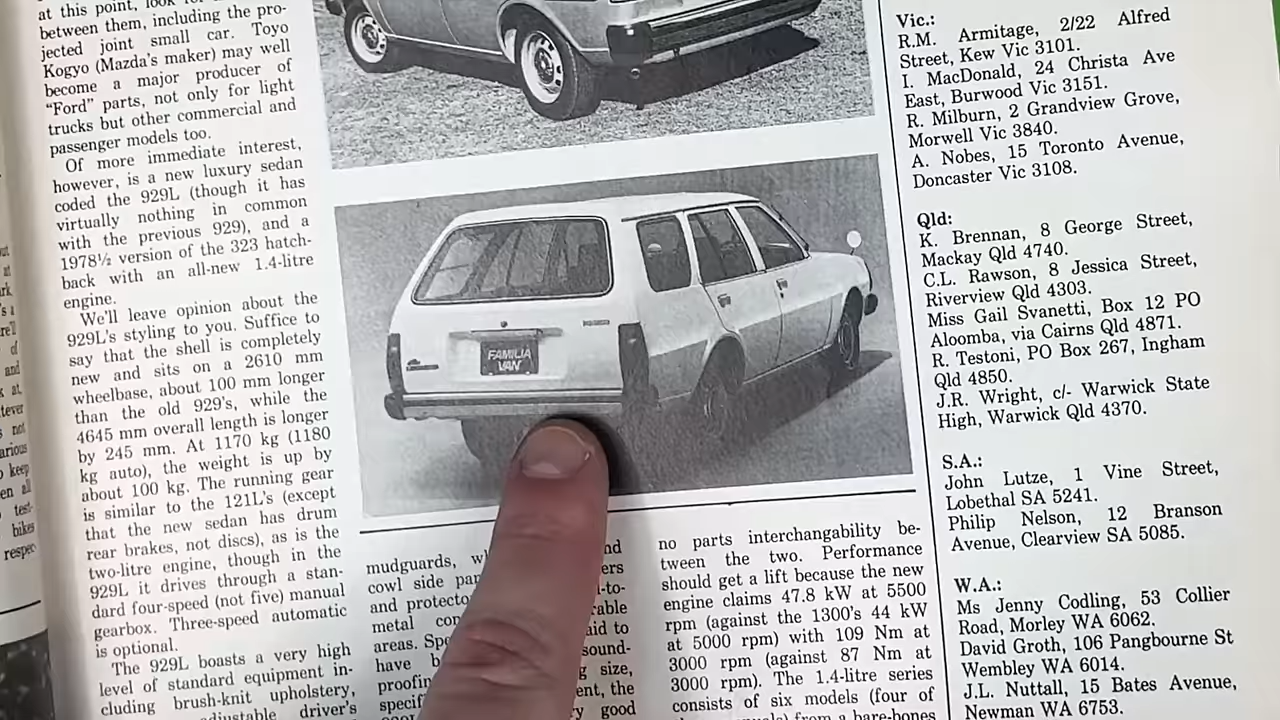 at this point, look
between them, including the pro-
jected joint small car. Toyo
Kogyo (Mazda's maker) may well
become a major producer of
"Ford" parts, not only for light
trucks but other commercial and
passenger models too.
Of more immediate interest,
however, is a new luxury sedan
coded the 929L (though it has
virtually nothing in common
with the previous 929), and a
1978½ version of the 323 hatch-
back with an all-new 1.4-litre
engine.
We'll leave opinion about the
929L's styling to you. Suffice to
say that the shell is completely
new and sits on a 2610 mm
wheelbase, about 100 mm longer
than the old 929's, while the
4645 mm overall length is longer
by 245 mm. At 1170 kg (1180
kg auto), the weight is up by
about 100 kg. The running gear
is similar to the 121L's (except
that the new sedan has drum
rear brakes, not discs), as is the
two-litre engine, though in the
929L it drives through a stan-
dard four-speed (not five) manual
gearbox. Three-speed automatic
is optional.
The 929L boasts a very high
level of standard equipment in-
cluding brush-knit upholstery,
adjustable driver's
FAMILIA
VAN
mudguards,
cowl side
and
metal
areas.
have
no parts interchangability be-
tween the two. Performance
should get a lift because the new
engine claims 47.8 kW at 5500
rpm (against the 1300's 44 kW
at 5000 rpm) with 109 Nm at
3000 rpm (against 87 Nm at
3000 rpm). The 1.4-litre series
consists of six models (four of
from a bare-bones
Vic.:
R.M. Armitage, 2/22 Alfred
Street, Kew Vic 3101.
I. MacDonald, 24 Christa Ave
East, Burwood Vic 3151.
R. Milburn, 2 Grandview Grove,
Morwell Vic 3840.
A. Nobes, 15 Toronto Avenue,
Doncaster Vic 3108.
Qld:
K. Brennan, 8 George Street,
Mackay Qld 4740.
C.L. Rawson, 8 Jessica Street,
Riverview Qld 4303.
Miss Gail Svanetti, Box 12 PO
Aloomba, via Cairns Qld 4871.
R. Testoni, PO Box 267, Ingham
Qld 4850.
J.R. Wright, c/- Warwick State
High, Warwick Qld 4370.
S.A.:
John Lutze, 1 Vine Street,
Lobethal SA 5241.
Philip Nelson, 12 Branson
Avenue, Clearview SA 5085.
W.A.:
Ms Jenny Codling, 53 Collier
Road, Morley WA 6062.
David Groth, 106 Pangbourne St
Wembley WA 6014.
J.L. Nuttall, 15 Bates Avenue,
Newman WA 6753.